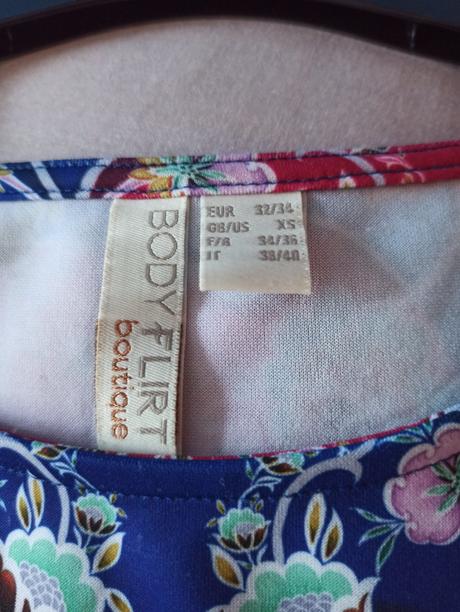 BODY FLIRT
boutique
EUR 32/34
GB/US XS
F/B 34/36
IT 38/40